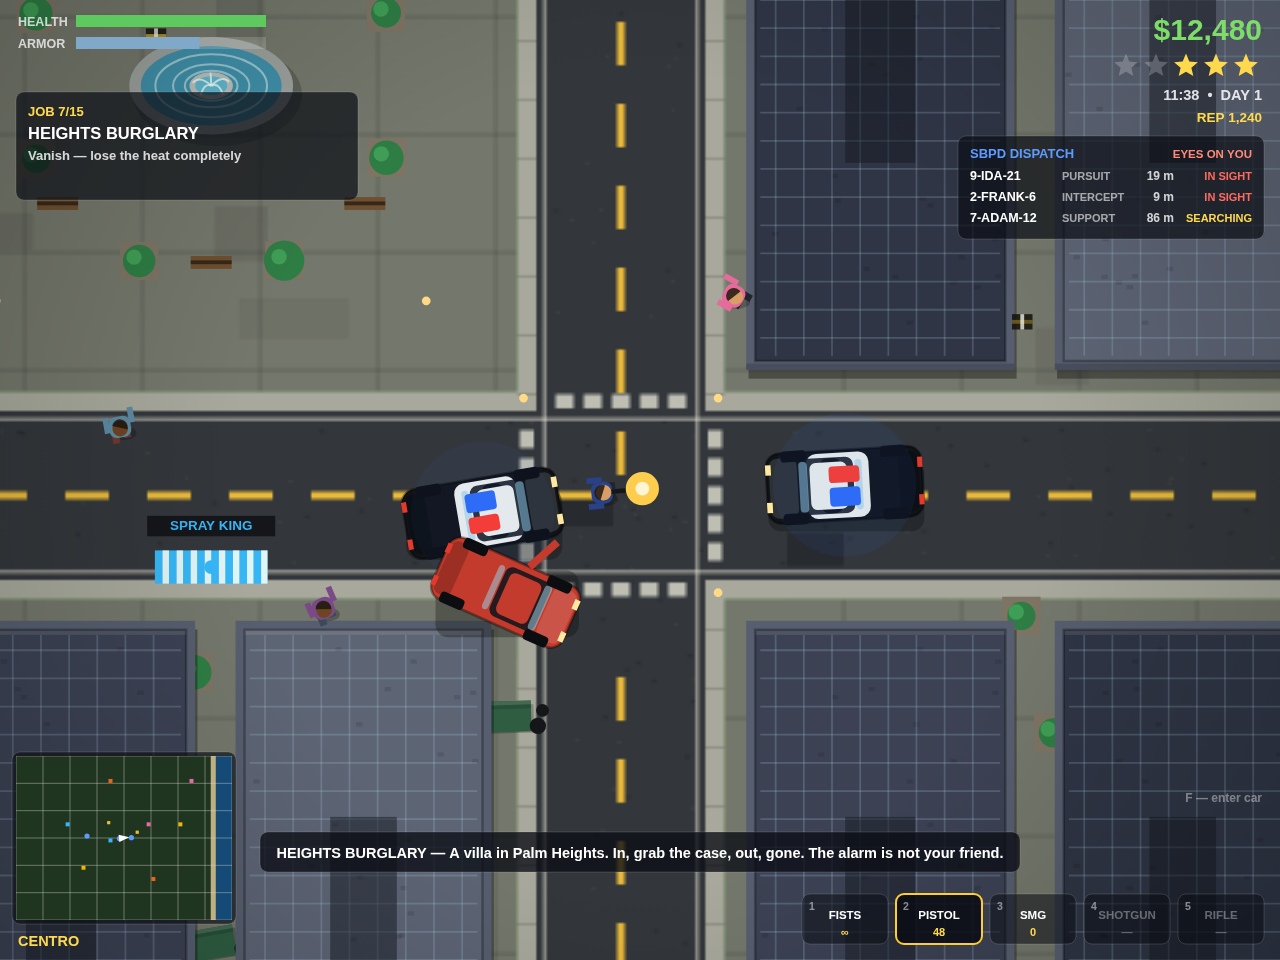 HEALTH
ARMOR
JOB 7/15
HEIGHTS BURGLARY
Vanish — lose the heat completely
$12,480
11:38 • DAY 1
REP 1,240
SBPD DISPATCH EYES ON YOU
9-IDA-21 PURSUIT 19 m IN SIGHT
2-FRANK-6 INTERCEPT 9 m IN SIGHT
7-ADAM-12 SUPPORT 86 m SEARCHING
SPRAY KING
F — enter car
HEIGHTS BURGLARY — A villa in Palm Heights. In, grab the case, out, gone. The alarm is not your friend.
1 FISTS ∞
2 PISTOL 48
3 SMG 0
4 SHOTGUN —
5 RIFLE —
CENTRO